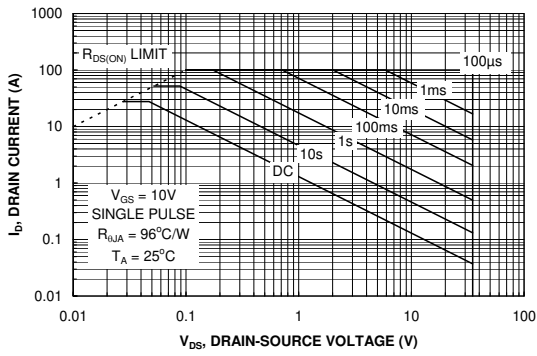 1000
100
10
1
0.1
0.01
I_D, DRAIN CURRENT (A)
R_DS(ON) LIMIT
100µs
1ms
10ms
100ms
1s
10s
DC
V_GS = 10V
SINGLE PULSE
R_θJA = 96°C/W
T_A = 25°C
0.01 0.1 1 10 100
V_DS, DRAIN-SOURCE VOLTAGE (V)